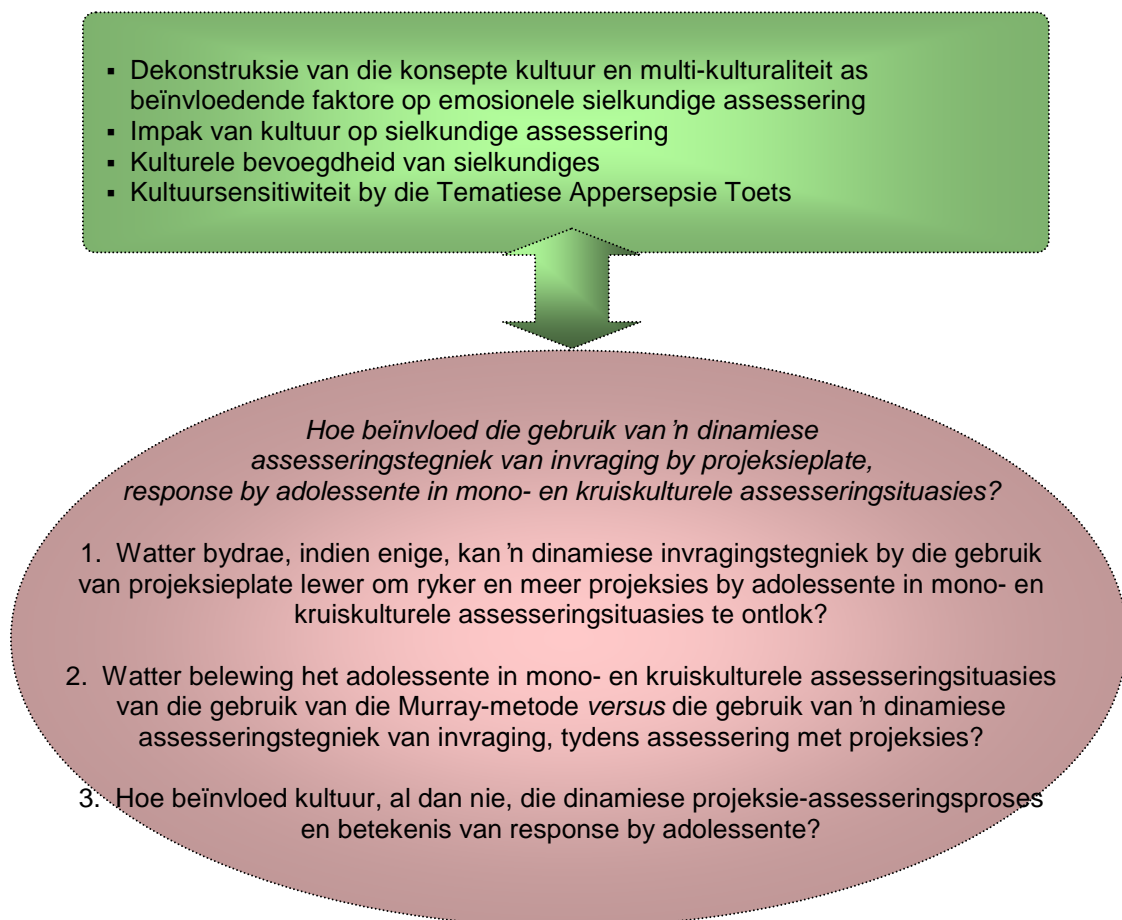 ▪ Dekonstruksie van die konsepte kultuur en multi-kulturaliteit as
beïnvloedende faktore op emosionele sielkundige assessering
▪ Impak van kultuur op sielkundige assessering
▪ Kulturele bevoegdheid van sielkundiges
▪ Kultuursensitiwiteit by die Tematiese Appersepsie Toets
Hoe beïnvloed die gebruik van 'n dinamiese
assesseringstegniek van invraging by projeksieplate,
response by adolessente in mono- en kruiskulturele assesseringsituasies?
1. Watter bydrae, indien enige, kan 'n dinamiese invragingstegniek by die gebruik
van projeksieplate lewer om ryker en meer projeksies by adolessente in mono- en
kruiskulturele assesseringsituasies te ontlok?
2. Watter belewing het adolessente in mono- en kruiskulturele assesseringsituasies
van die gebruik van die Murray-metode versus die gebruik van 'n dinamiese
assesseringstegniek van invraging, tydens assessering met projeksies?
3. Hoe beïnvloed kultuur, al dan nie, die dinamiese projeksie-assesseringsproses
en betekenis van response by adolessente?